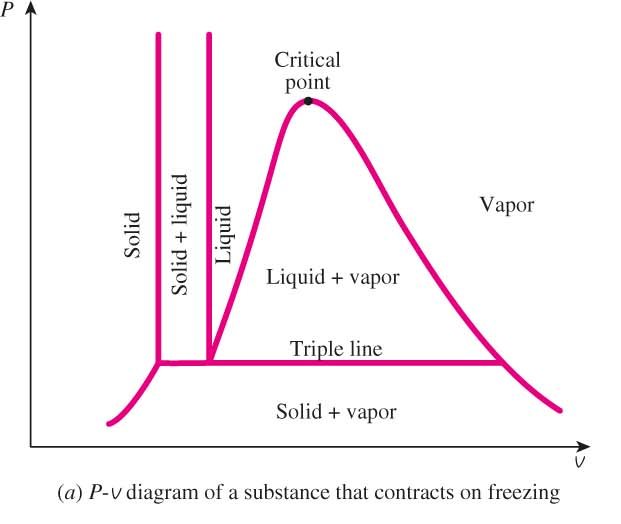 P
Critical
point
Solid
Solid + liquid
Liquid
Vapor
Liquid + vapor
Triple line
Solid + vapor
v
(a) P-v diagram of a substance that contracts on freezing